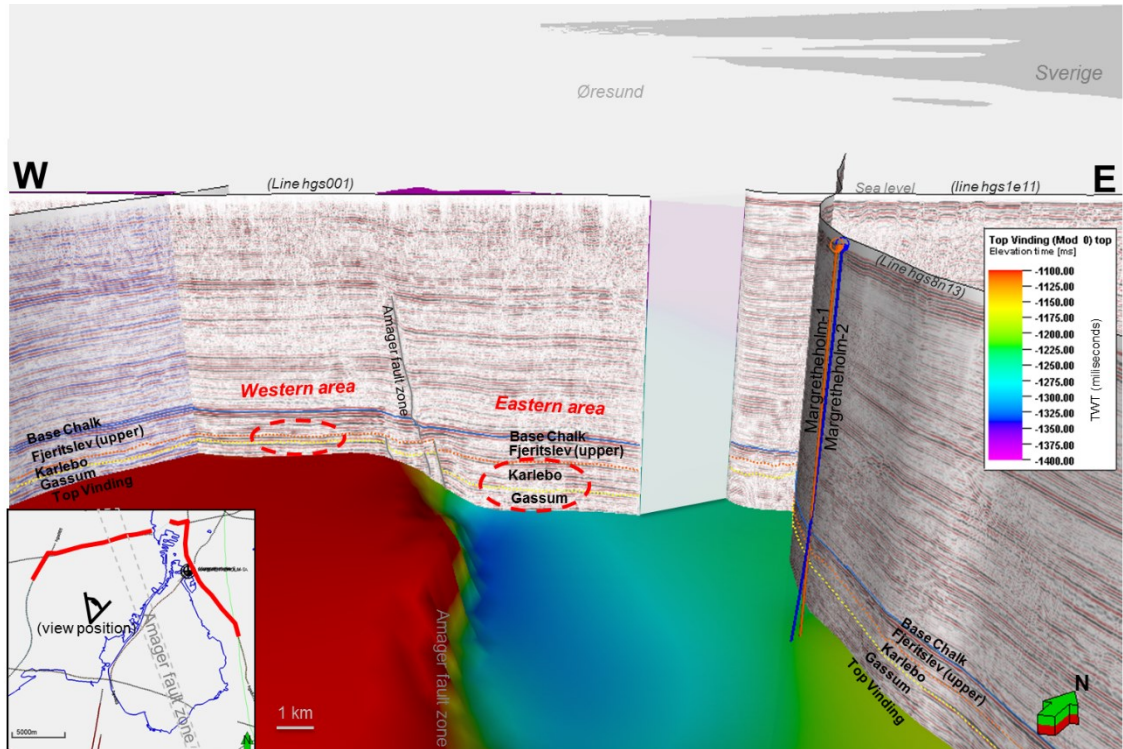 Sverige
Øresund
W
E
(Line hgs001)
Sea level
(line hgs1e11)
(Line hgs8n13)
Top Vinding (Mod 0) top
Elevation time [ms]
-1100.00
-1125.00
-1150.00
-1175.00
-1200.00
-1225.00
-1250.00
-1275.00
-1300.00
-1325.00
-1350.00
-1375.00
-1400.00
TWT (miliseconds)
Amager fault zone
Margretheholm-1
Margretheholm-2
Western area
Eastern area
Base Chalk
Fjeritslev (upper)
Karlebo
Gassum
Top Vinding
Base Chalk
Fjeritslev (upper)
Karlebo
Gassum
Base Chalk
Fjeritslev (upper)
Karlebo
Gassum
Top Vinding
(view position)
Amager fault zone
5000m
N
Amager fault zone
1 km
N